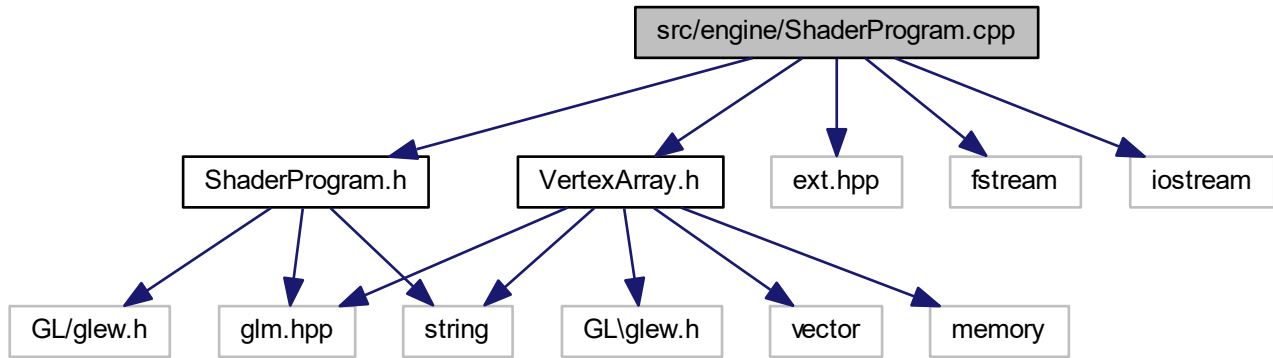 src/engine/ShaderProgram.cpp
ShaderProgram.h
VertexArray.h
ext.hpp
fstream
iostream
GL/glew.h
glm.hpp
string
GL\glew.h
vector
memory